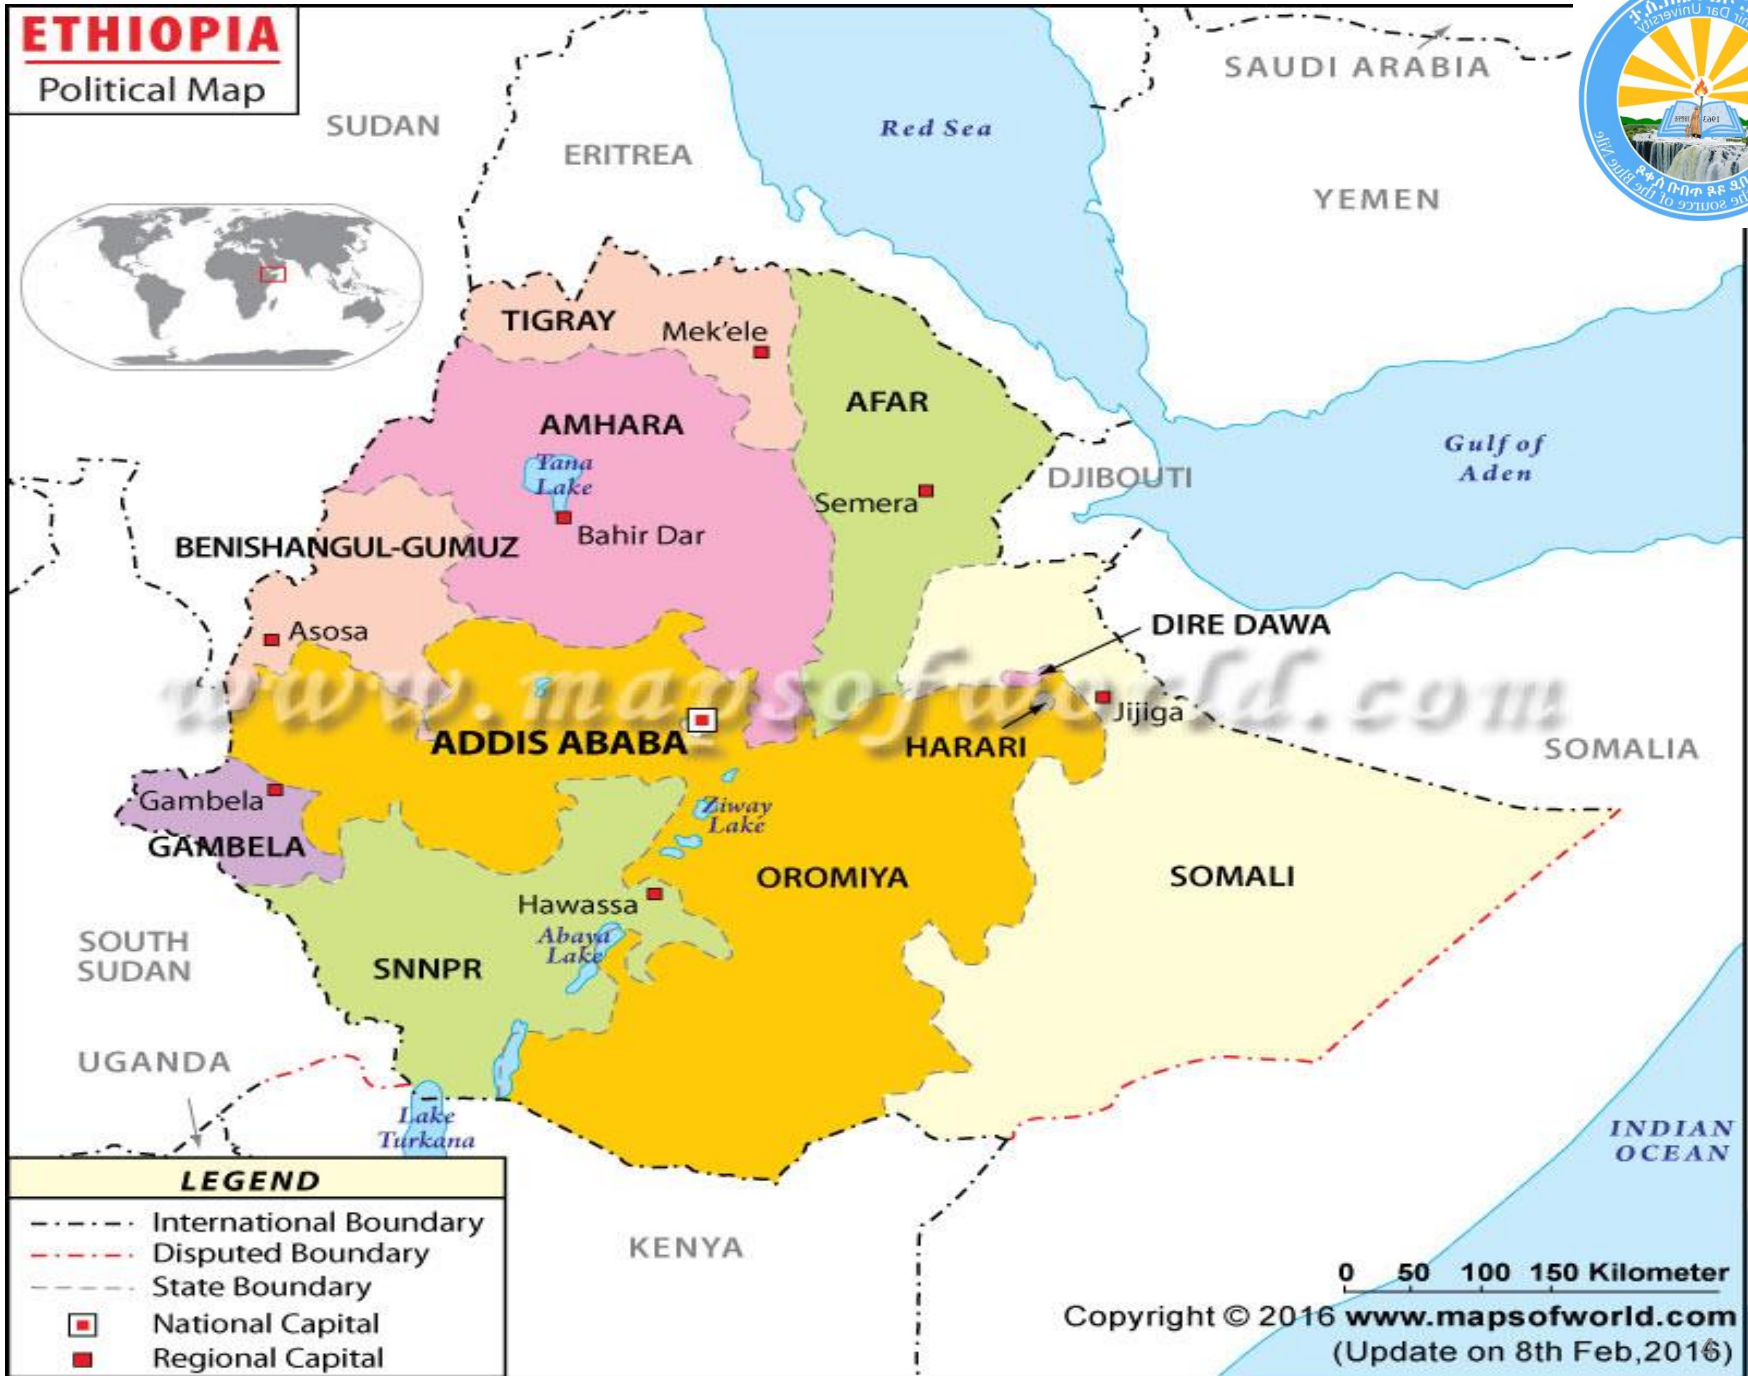 ETHIOPIA
Political Map
SUDAN
ERITREA
Red Sea
SAUDI ARABIA
YEMEN
TIGRAY
Mek'ele
AFAR
AMHARA
Tana
Lake
Gulf of
Aden
DJIBOUTI
Semera
Bahir Dar
BENISHANGUL-GUMUZ
Asosa
DIRE DAWA
www.mapsofworld.com
Jijiga
ADDIS ABABA
HARARI
SOMALIA
Gambela
Ziway
Lake
GAMBELA
OROMIYA
SOMALI
Hawassa
Abaya
Lake
SOUTH
SUDAN
SNNPR
UGANDA
Lake
Turkana
INDIAN
OCEAN
LEGEND
International Boundary
Disputed Boundary
State Boundary
National Capital
Regional Capital
KENYA
0 50 100 150 Kilometer
Copyright © 2016 www.mapsofworld.com
(Update on 8th Feb,2016)